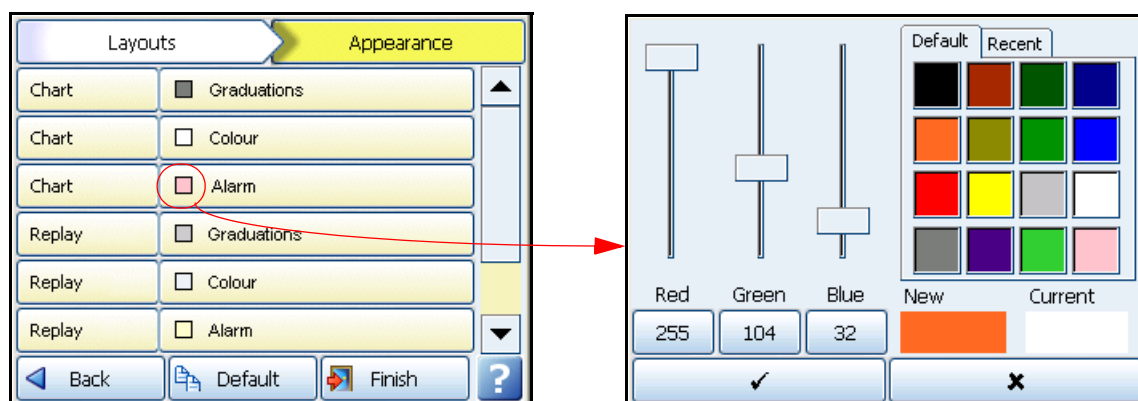 Layouts Appearance
Chart Graduations
Chart Colour
Chart Alarm
Replay Graduations
Replay Colour
Replay Alarm
Back Default Finish ?
Default Recent
Red Green Blue New Current
255 104 32